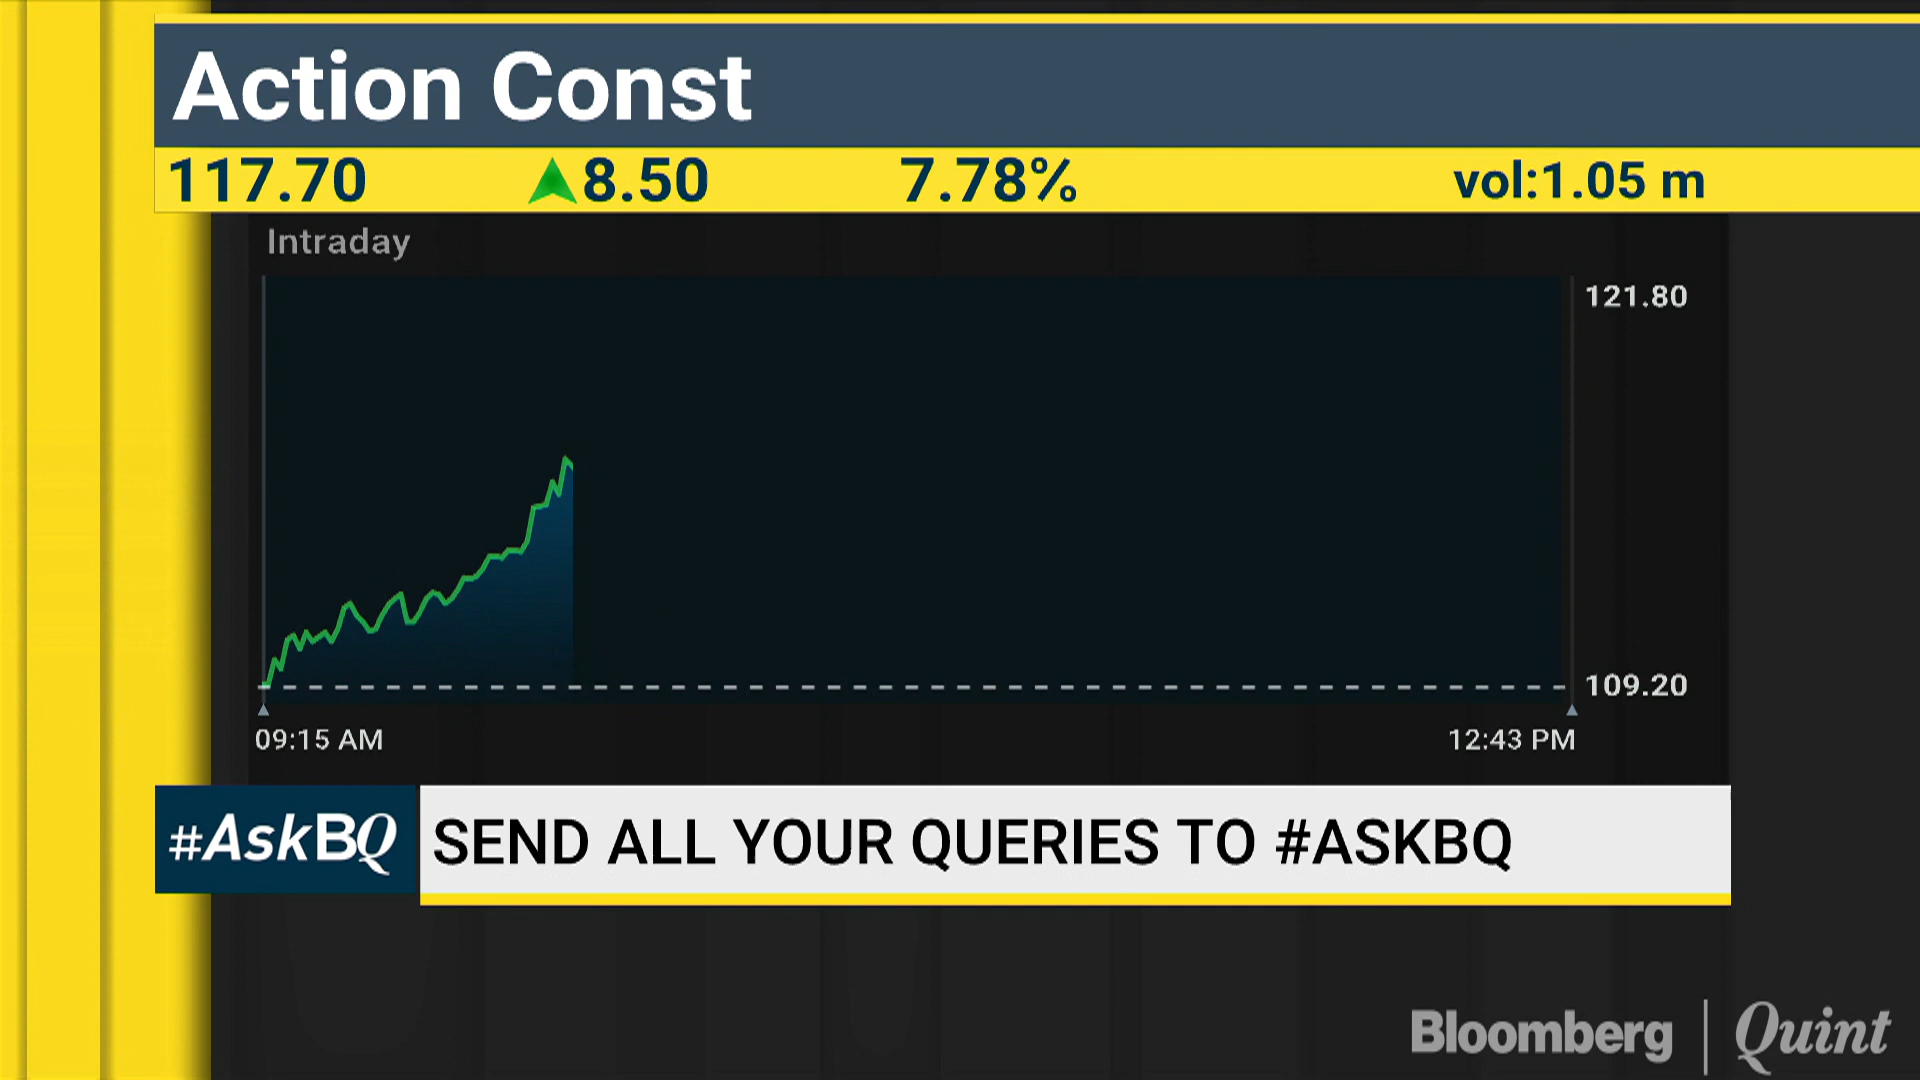 Action Const
117.70 ▲8.50 7.78% vol:1.05 m
Intraday
121.80
109.20
09:15 AM 12:43 PM
#AskBQ SEND ALL YOUR QUERIES TO #ASKBQ
Bloomberg | Quint